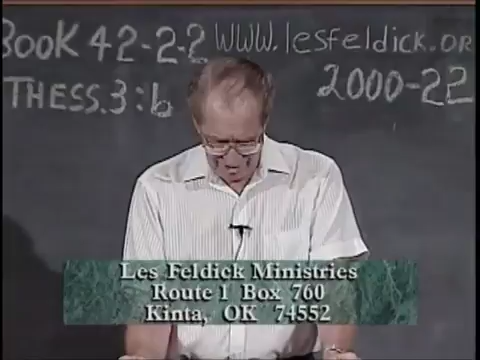 Book 42-2-2 www.lesfeldick.or
Thess. 3:6 2000-22
Les Feldick Ministries
Route 1 Box 760
Kinta, OK 74552